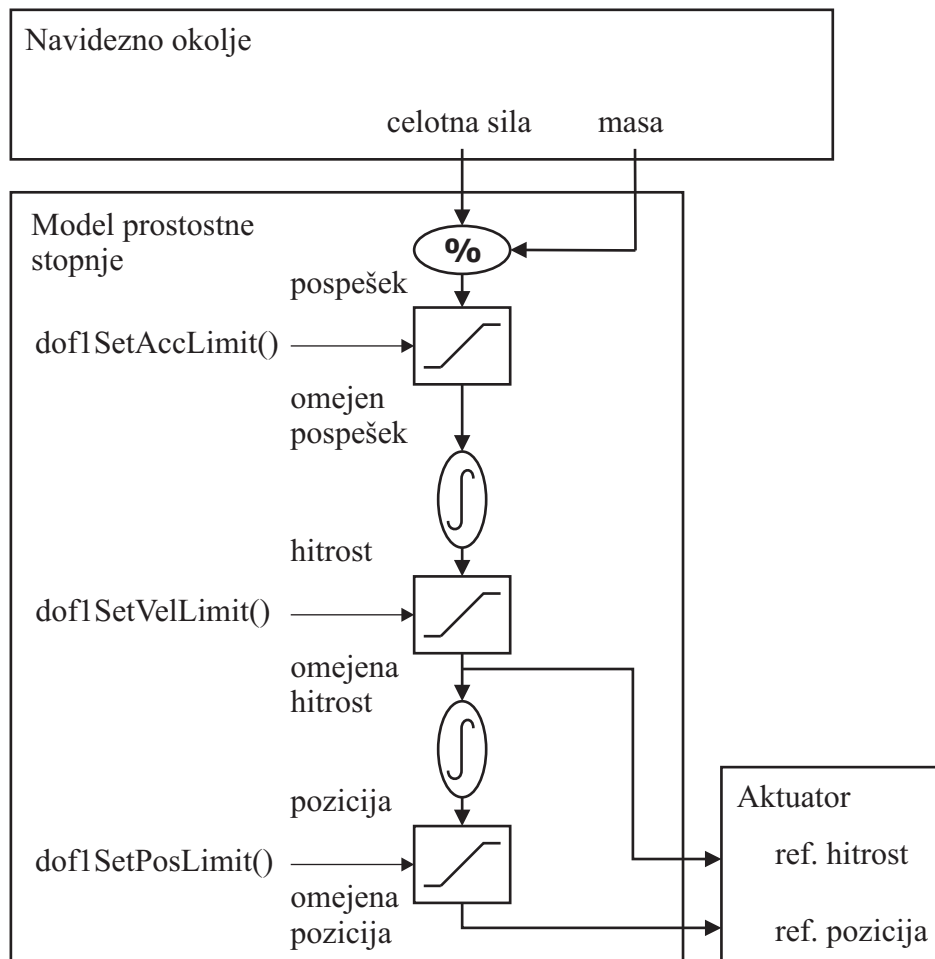 Navidezno okolje
celotna sila
masa
Model prostostne
stopnje
%
pospešek
dof1SetAccLimit()
omejen
pospešek
hitrost
dof1SetVelLimit()
omejena
hitrost
pozicija
Aktuator
dof1SetPosLimit()
ref. hitrost
omejena
pozicija
ref. pozicija